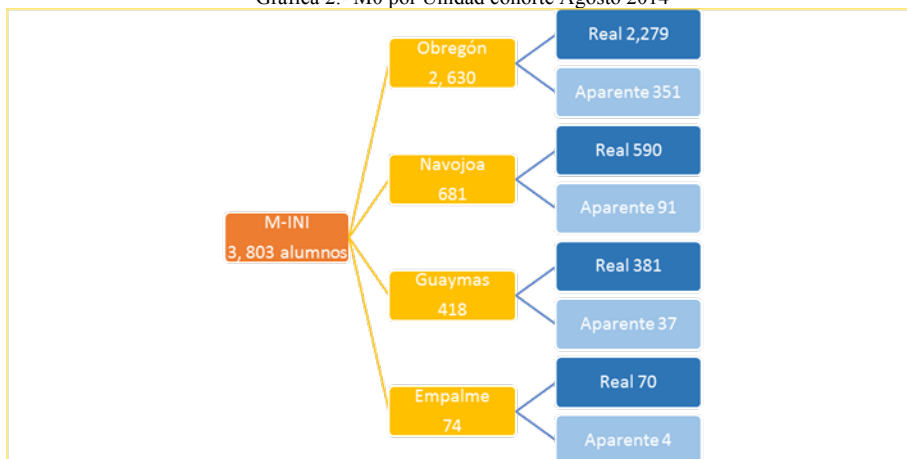 Gráfica 2. M0 por Unidad cohorte Agosto 2014
Obregón
2, 630
Real 2,279
Aparente 351
Navojoa
681
Real 590
Aparente 91
M-INI
3, 803 alumnos
Guaymas
418
Real 381
Aparente 37
Empalme
74
Real 70
Aparente 4